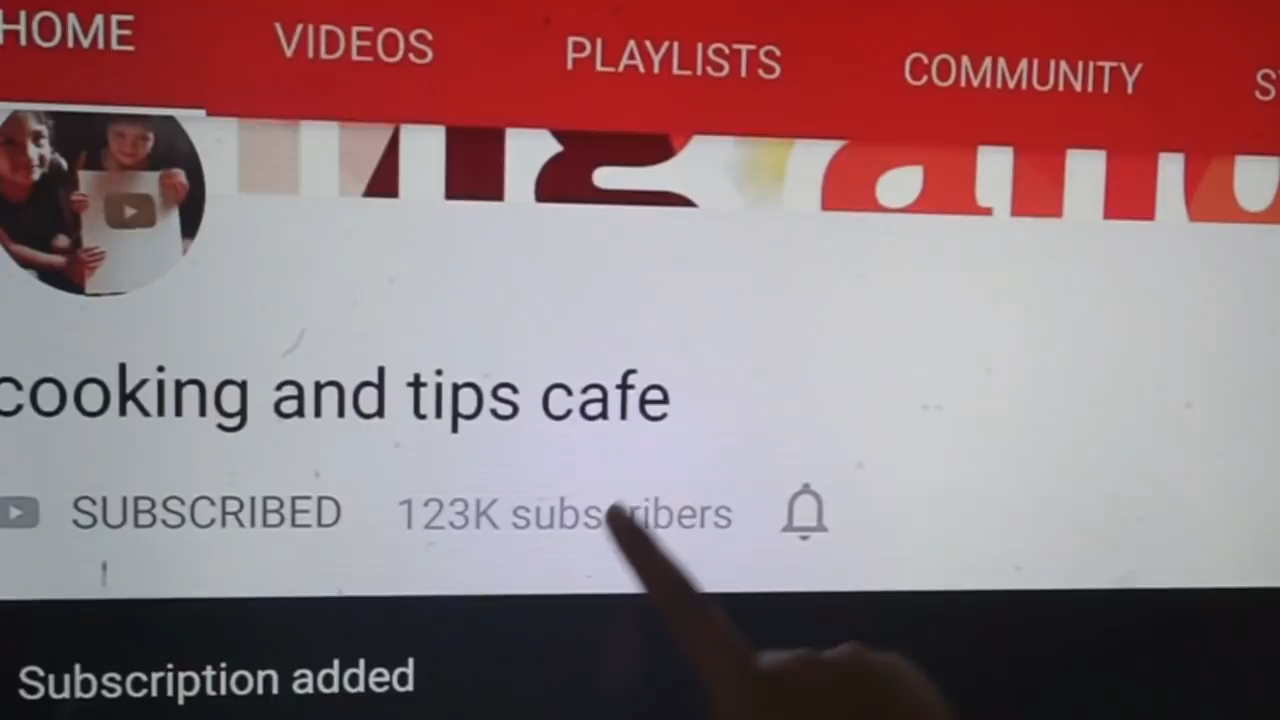 HOME VIDEOS PLAYLISTS COMMUNITY
cooking and tips cafe
SUBSCRIBED 123K subscribers
Subscription added